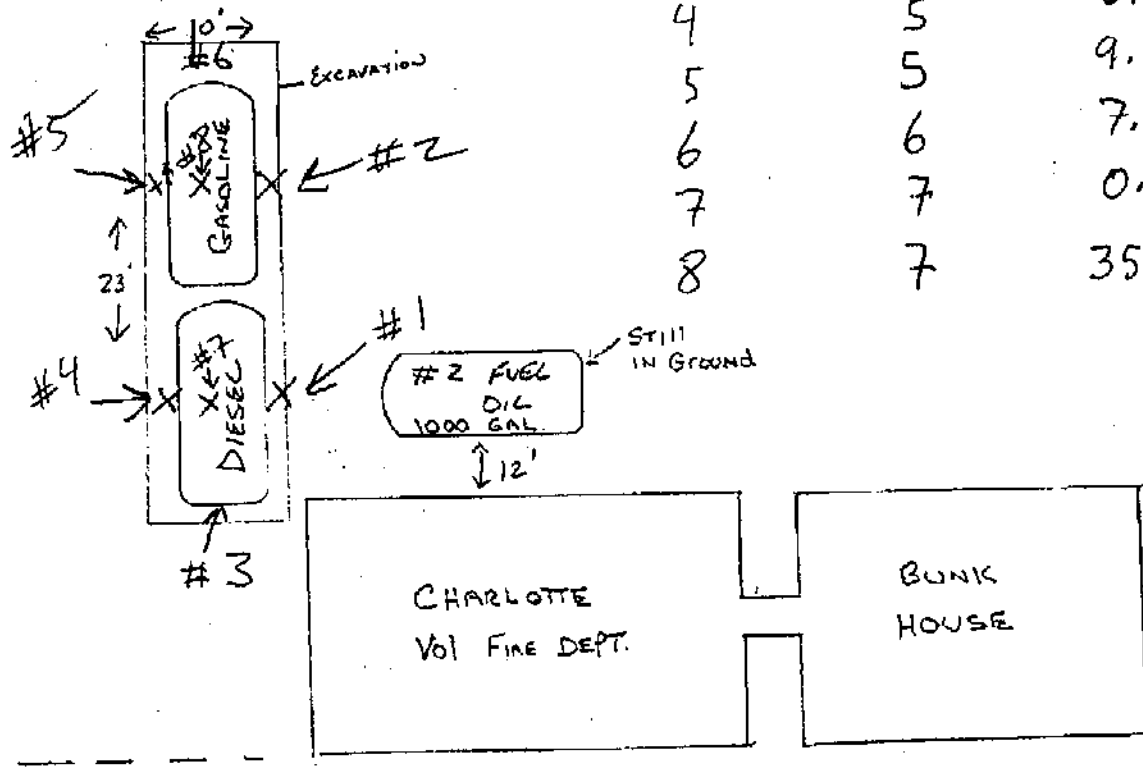 10'
#6
EXCAVATION
#5
#8
GASOLINE
#2
23'
#4
#7
DIESEL
#1
#3
# 2 FUEL
OIL
1000 GAL.
STILL
IN GROUND
12'
CHARLOTTE
VOl FIRE DEPT.
BUNK
HOUSE
4 5
5 5 9.
6 6 7.
7 7 0.
8 7 35